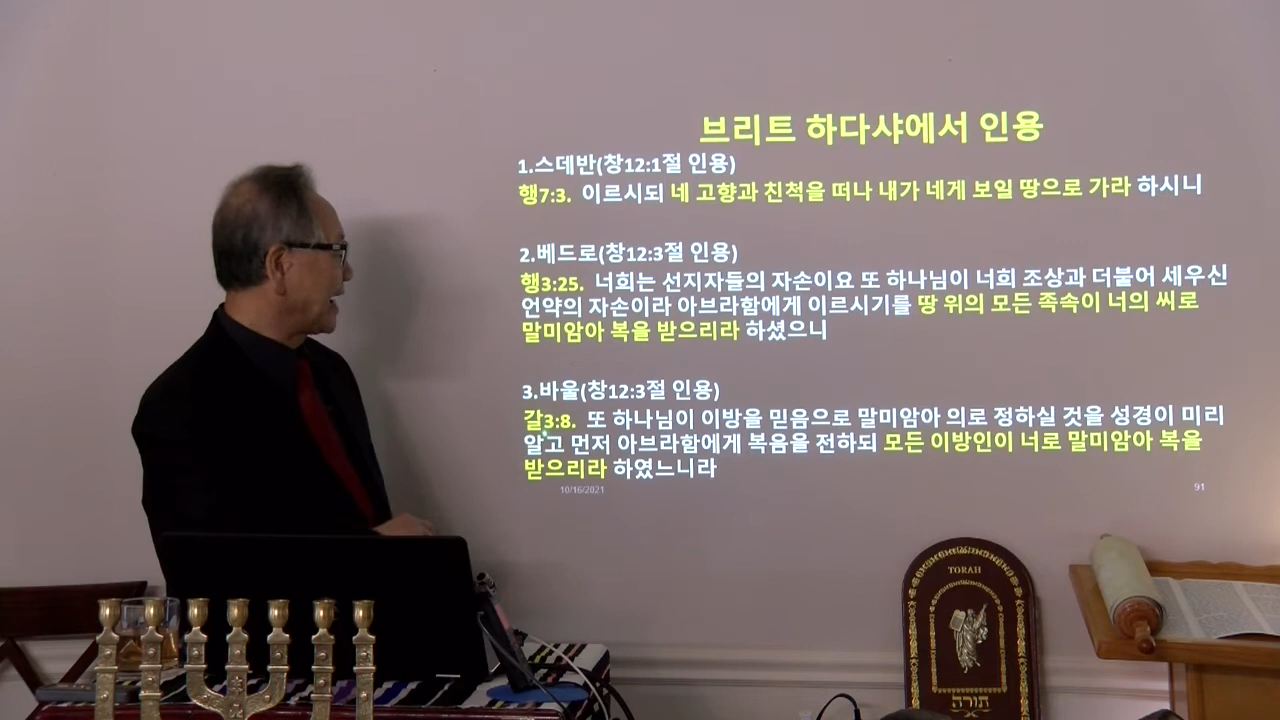 브리트 하다샤에서 인용
1.스데반(창12:1절 인용)
행7:3. 이르시되 네 고향과 친척을 떠나 내가 네게 보일 땅으로 가라 하시니
2.베드로(창12:3절 인용)
행3:25. 너희는 선지자들의 자손이요 또 하나님이 너희 조상과 더불어 세우신
언약의 자손이라 아브라함에게 이르시기를 땅 위의 모든 족속이 너의 씨로
말미암아 복을 받으리라 하셨으니
3.바울(창12:3절 인용)
갈3:8. 또 하나님이 이방을 믿음으로 말미암아 의로 정하실 것을 성경이 미리
알고 먼저 아브라함에게 복음을 전하되 모든 이방인이 너로 말미암아 복을
받으리라 하였느니라
10/16/2021
91
TORAH
תורה